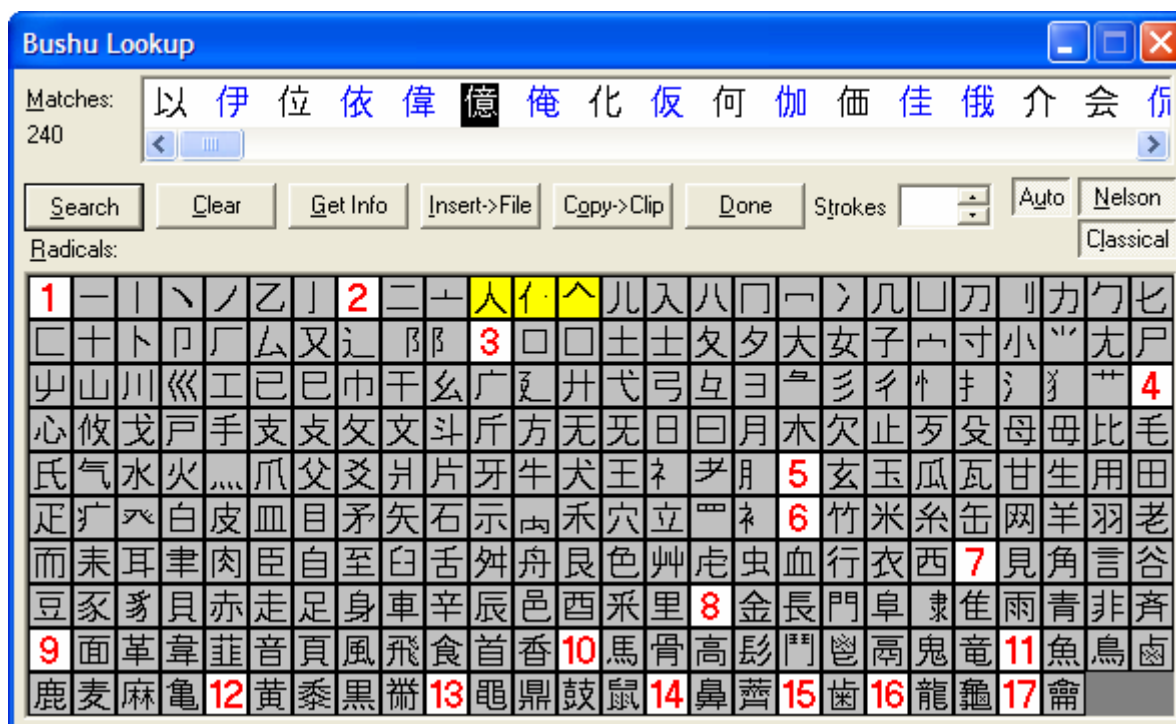 Bushu Lookup
Matches: 以 伊 位 依 偉 億 俺 化 仮 何 伽 価 佳 俄 介 会 侃
240
Search Clear Get Info Insert->File Copy->Clip Done Strokes Auto Nelson
Classical
Radicals:
1 一 丨 丶 ノ 乙 亅 2 二 亠 人 亻 𠆢 儿 入 八 冂 冖 冫 几 凵 刀 刂 力 勹 匕
匚 十 卜 卩 厂 厶 又 辶 阝 阝 3 口 囗 土 士 夂 夕 大 女 子 宀 寸 小 ⺌ 尢 尸
屮 山 川 巛 工 已 巳 巾 干 幺 广 廴 廾 弋 弓 彑 ヨ 彡 彳 忄 扌 氵 犭 艹 4
心 攸 戈 戸 手 支 攴 攵 文 斗 斤 方 无 旡 日 曰 月 木 欠 止 歹 殳 母 毋 比 毛
氏 气 水 火 灬 爪 父 爻 爿 片 牙 牛 犬 王 礻 耂 5 玄 玉 瓜 瓦 甘 生 用 田
疋 疒 癶 白 皮 皿 目 矛 矢 石 示 禸 禾 穴 立 罒 衤 6 竹 米 糸 缶 网 羊 羽 老
而 耒 耳 聿 肉 臣 自 至 臼 舌 舛 舟 艮 色 艸 虍 虫 血 行 衣 西 7 見 角 言 谷
豆 豕 豸 貝 赤 走 足 身 車 辛 辰 邑 酉 釆 里 8 金 長 門 阜 隶 隹 雨 青 非 斉
9 面 革 韋 韭 音 頁 風 飛 食 首 香 10 馬 骨 高 髟 鬥 鬯 鬲 鬼 竜 11 魚 鳥 鹵
鹿 麦 麻 亀 12 黄 黍 黒 黹 13 黽 鼎 鼓 鼠 14 鼻 齊 15 歯 16 龍 龜 17 龠